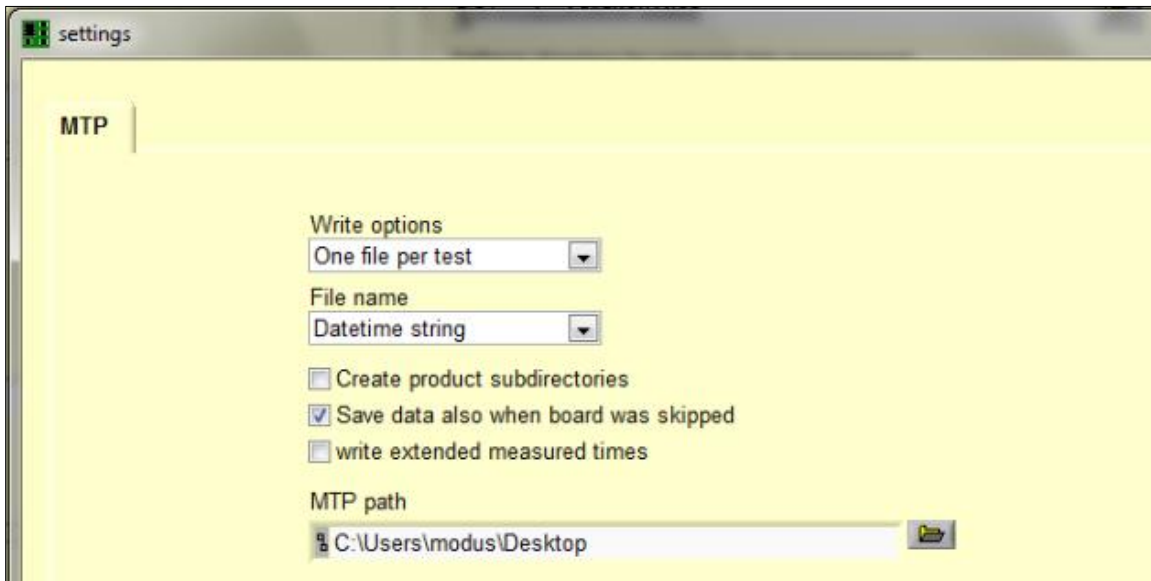 settings
MTP
Write options
One file per test
File name
Datetime string
Create product subdirectories
Save data also when board was skipped
write extended measured times
MTP path
C:\Users\modus\Desktop